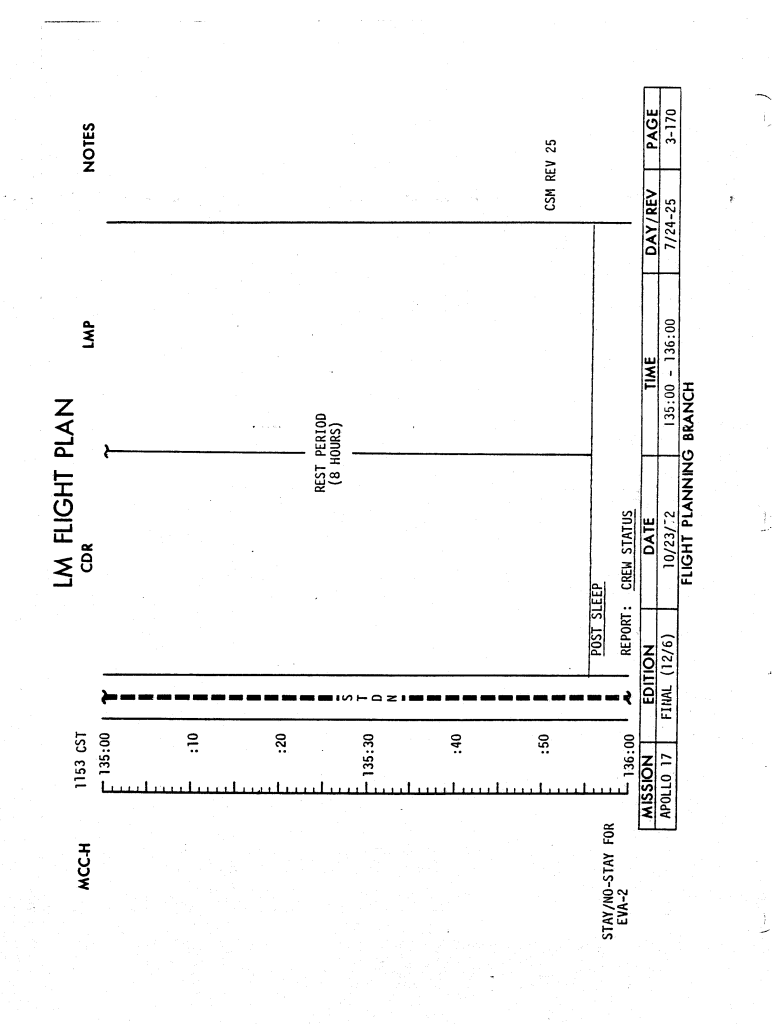 LM FLIGHT PLAN
MCC-H
1153 CST
CDR
LMP
NOTES
135:00
:10
:20
135:30
:40
:50
136:00
S
T
D
N
REST PERIOD
(8 HOURS)
CSM REV 25
POST SLEEP
REPORT: CREW STATUS
STAY/NO-STAY FOR
EVA-2
MISSION EDITION DATE TIME DAY/REV PAGE
APOLLO 17 FINAL (12/6) 10/23/72 135:00 - 136:00 7/24-25 3-170
FLIGHT PLANNING BRANCH